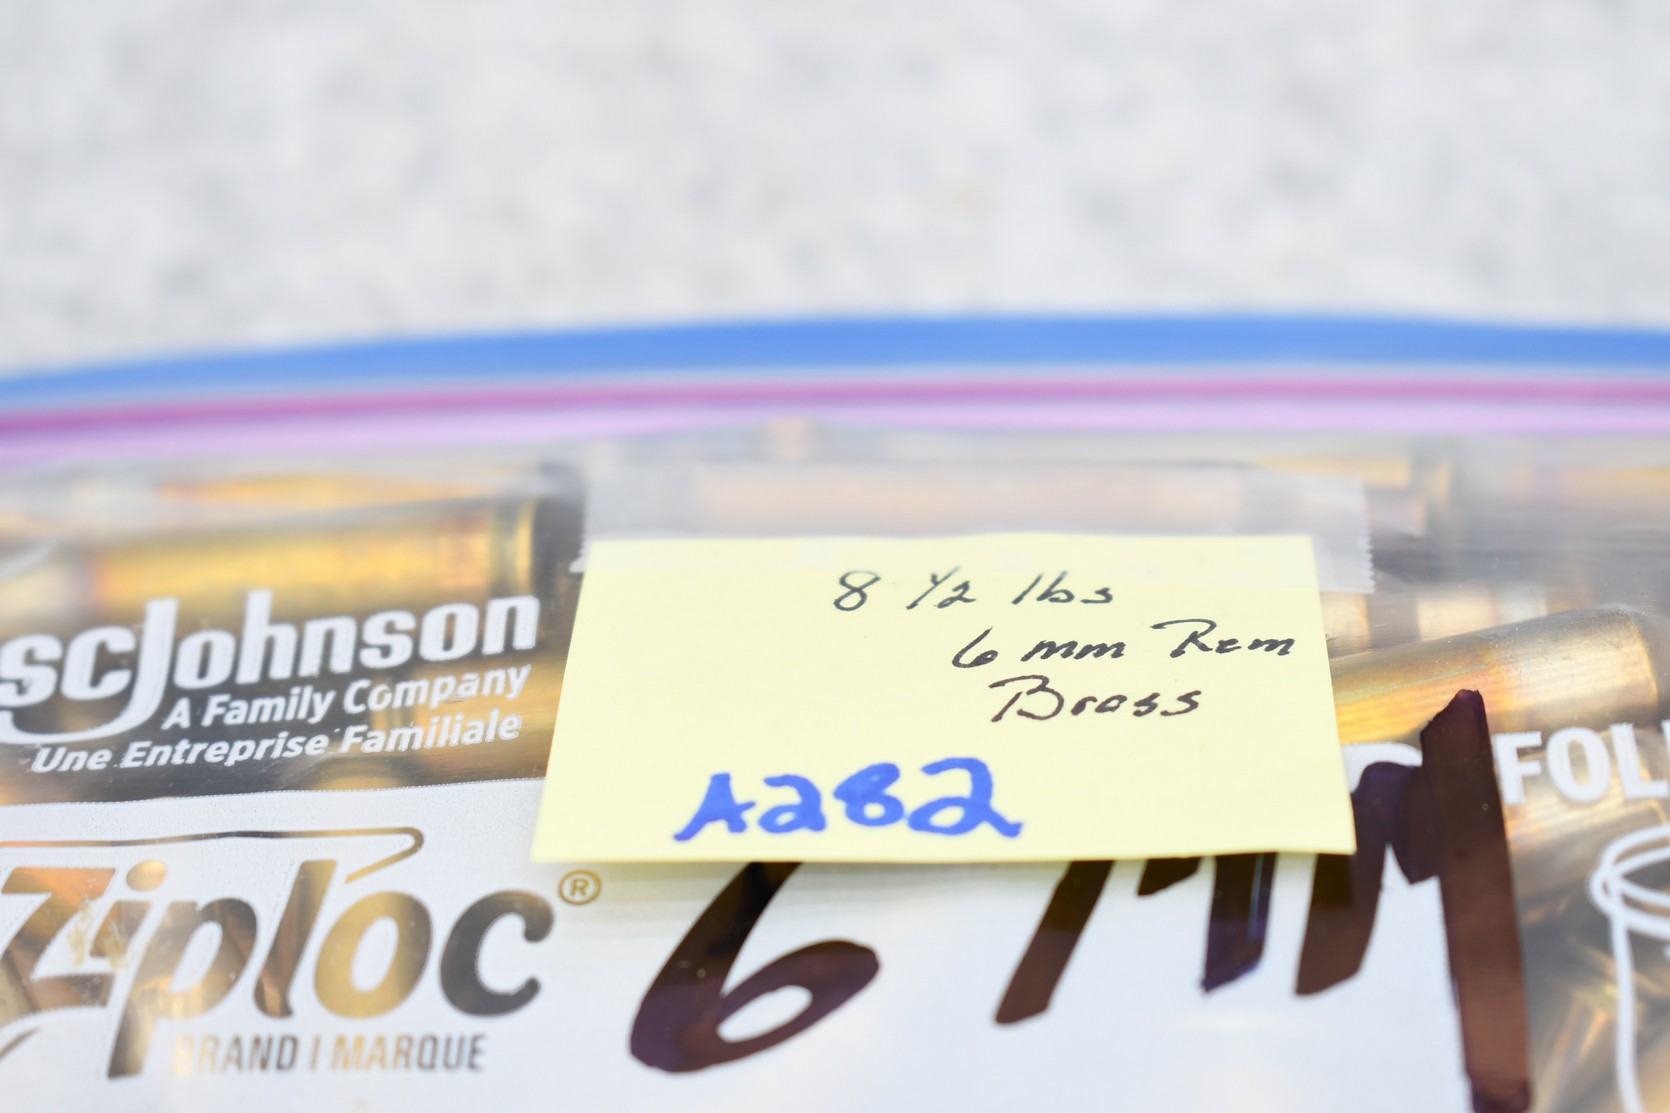 8 1/2 lbs
6 mm Rem
Brass
A282
scJohnson
A Family Company
Une Entreprise Familiale
Ziploc®
BRAND | MARQUE
6 MM
FOL